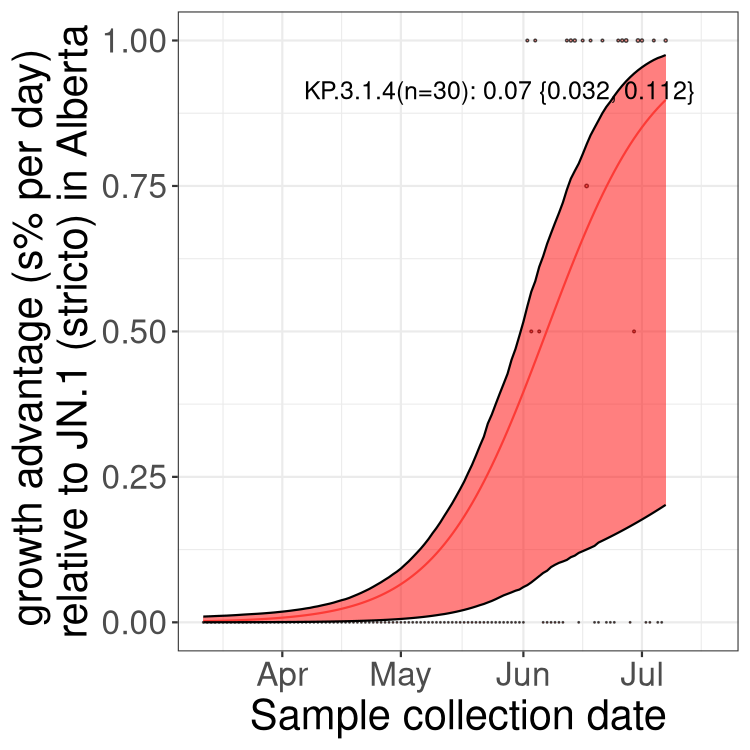 growth advantage (s% per day)
relative to JN.1 (stricto) in Alberta
1.00
KP.3.1.4(n=30): 0.07 {0.032, 0.112}
0.75
0.50
0.25
0.00
Apr May Jun Jul
Sample collection date